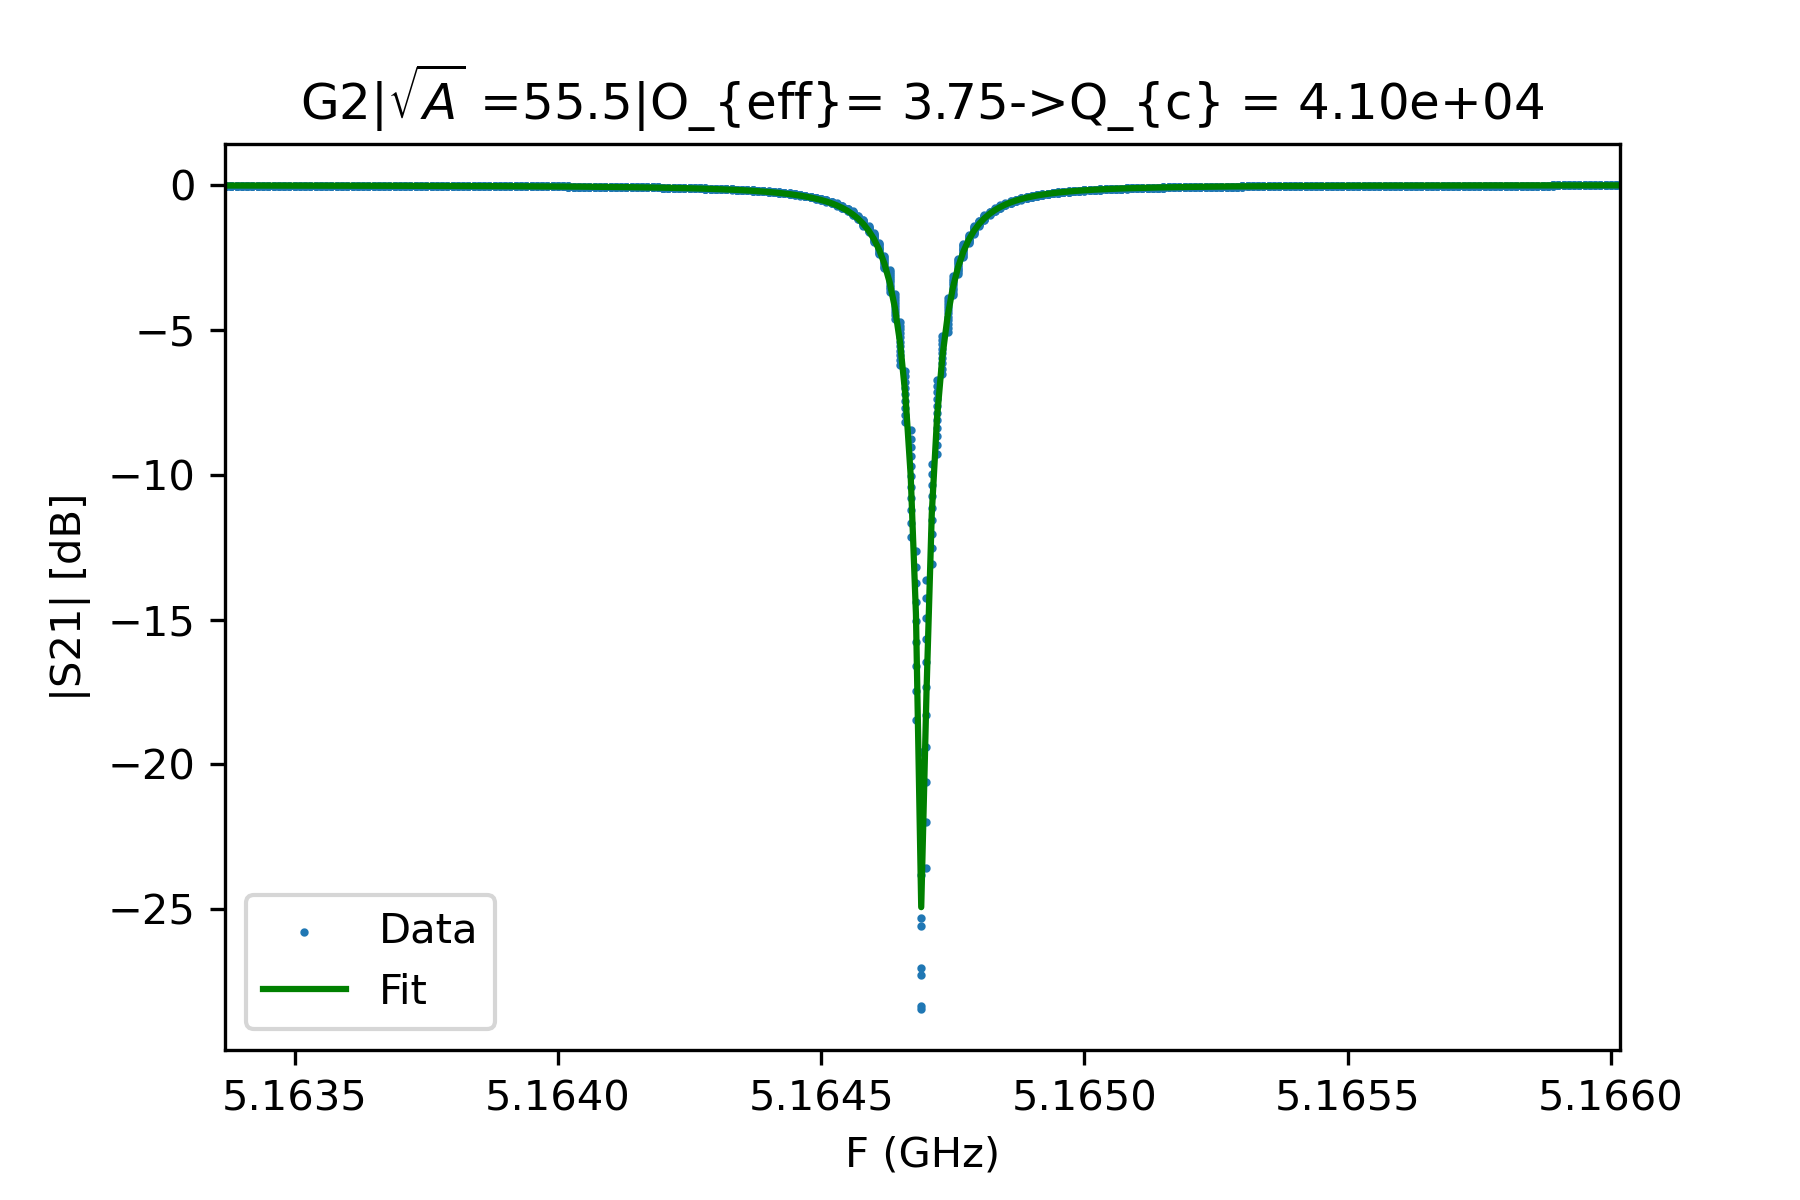 G2|√A =55.5|O_{eff}= 3.75->Q_{c} = 4.10e+04
0
−5
−10
−15
−20
−25
|S21| [dB]
Data
Fit
5.1635 5.1640 5.1645 5.1650 5.1655 5.1660
F (GHz)